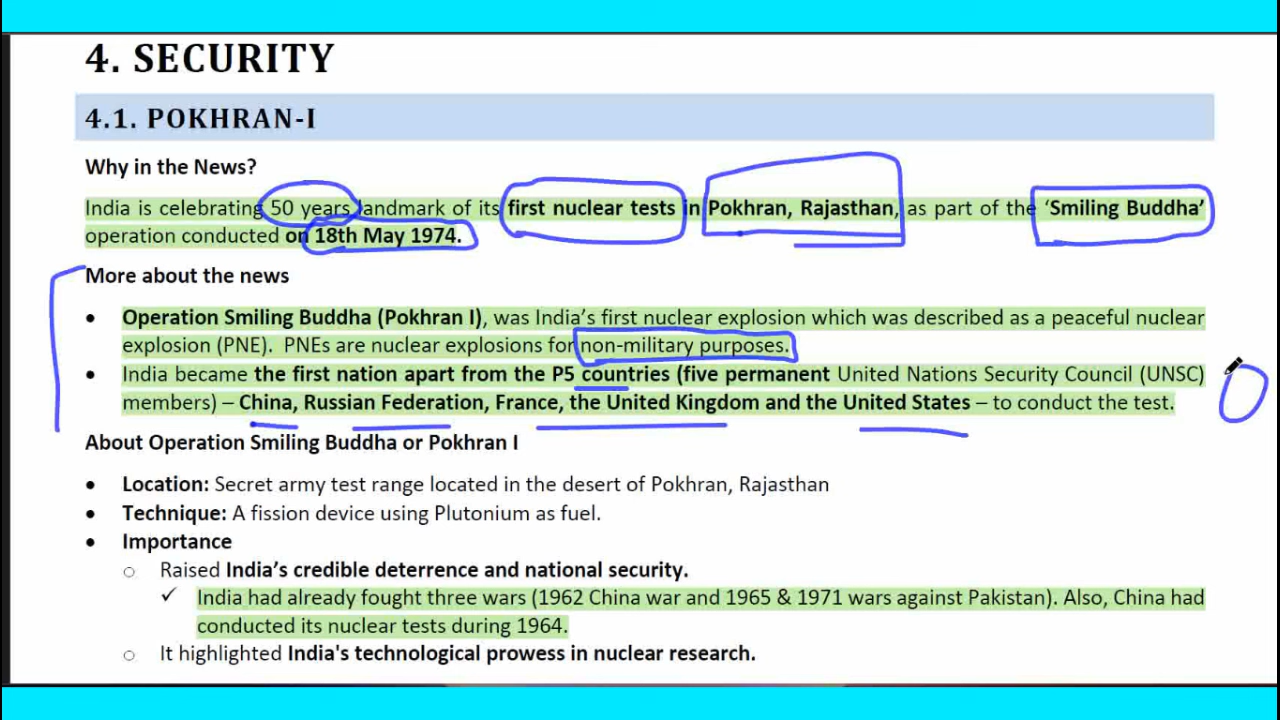 4. SECURITY
4.1. POKHRAN-I
Why in the News?
India is celebrating 50 years landmark of its first nuclear tests in Pokhran, Rajasthan, as part of the ‘Smiling Buddha’
operation conducted on 18th May 1974.
More about the news
• Operation Smiling Buddha (Pokhran I), was India’s first nuclear explosion which was described as a peaceful nuclear
explosion (PNE). PNEs are nuclear explosions for non-military purposes.
• India became the first nation apart from the P5 countries (five permanent United Nations Security Council (UNSC)
members) – China, Russian Federation, France, the United Kingdom and the United States – to conduct the test.
About Operation Smiling Buddha or Pokhran I
• Location: Secret army test range located in the desert of Pokhran, Rajasthan
• Technique: A fission device using Plutonium as fuel.
• Importance
○ Raised India’s credible deterrence and national security.
✓ India had already fought three wars (1962 China war and 1965 & 1971 wars against Pakistan). Also, China had
conducted its nuclear tests during 1964.
○ It highlighted India's technological prowess in nuclear research.